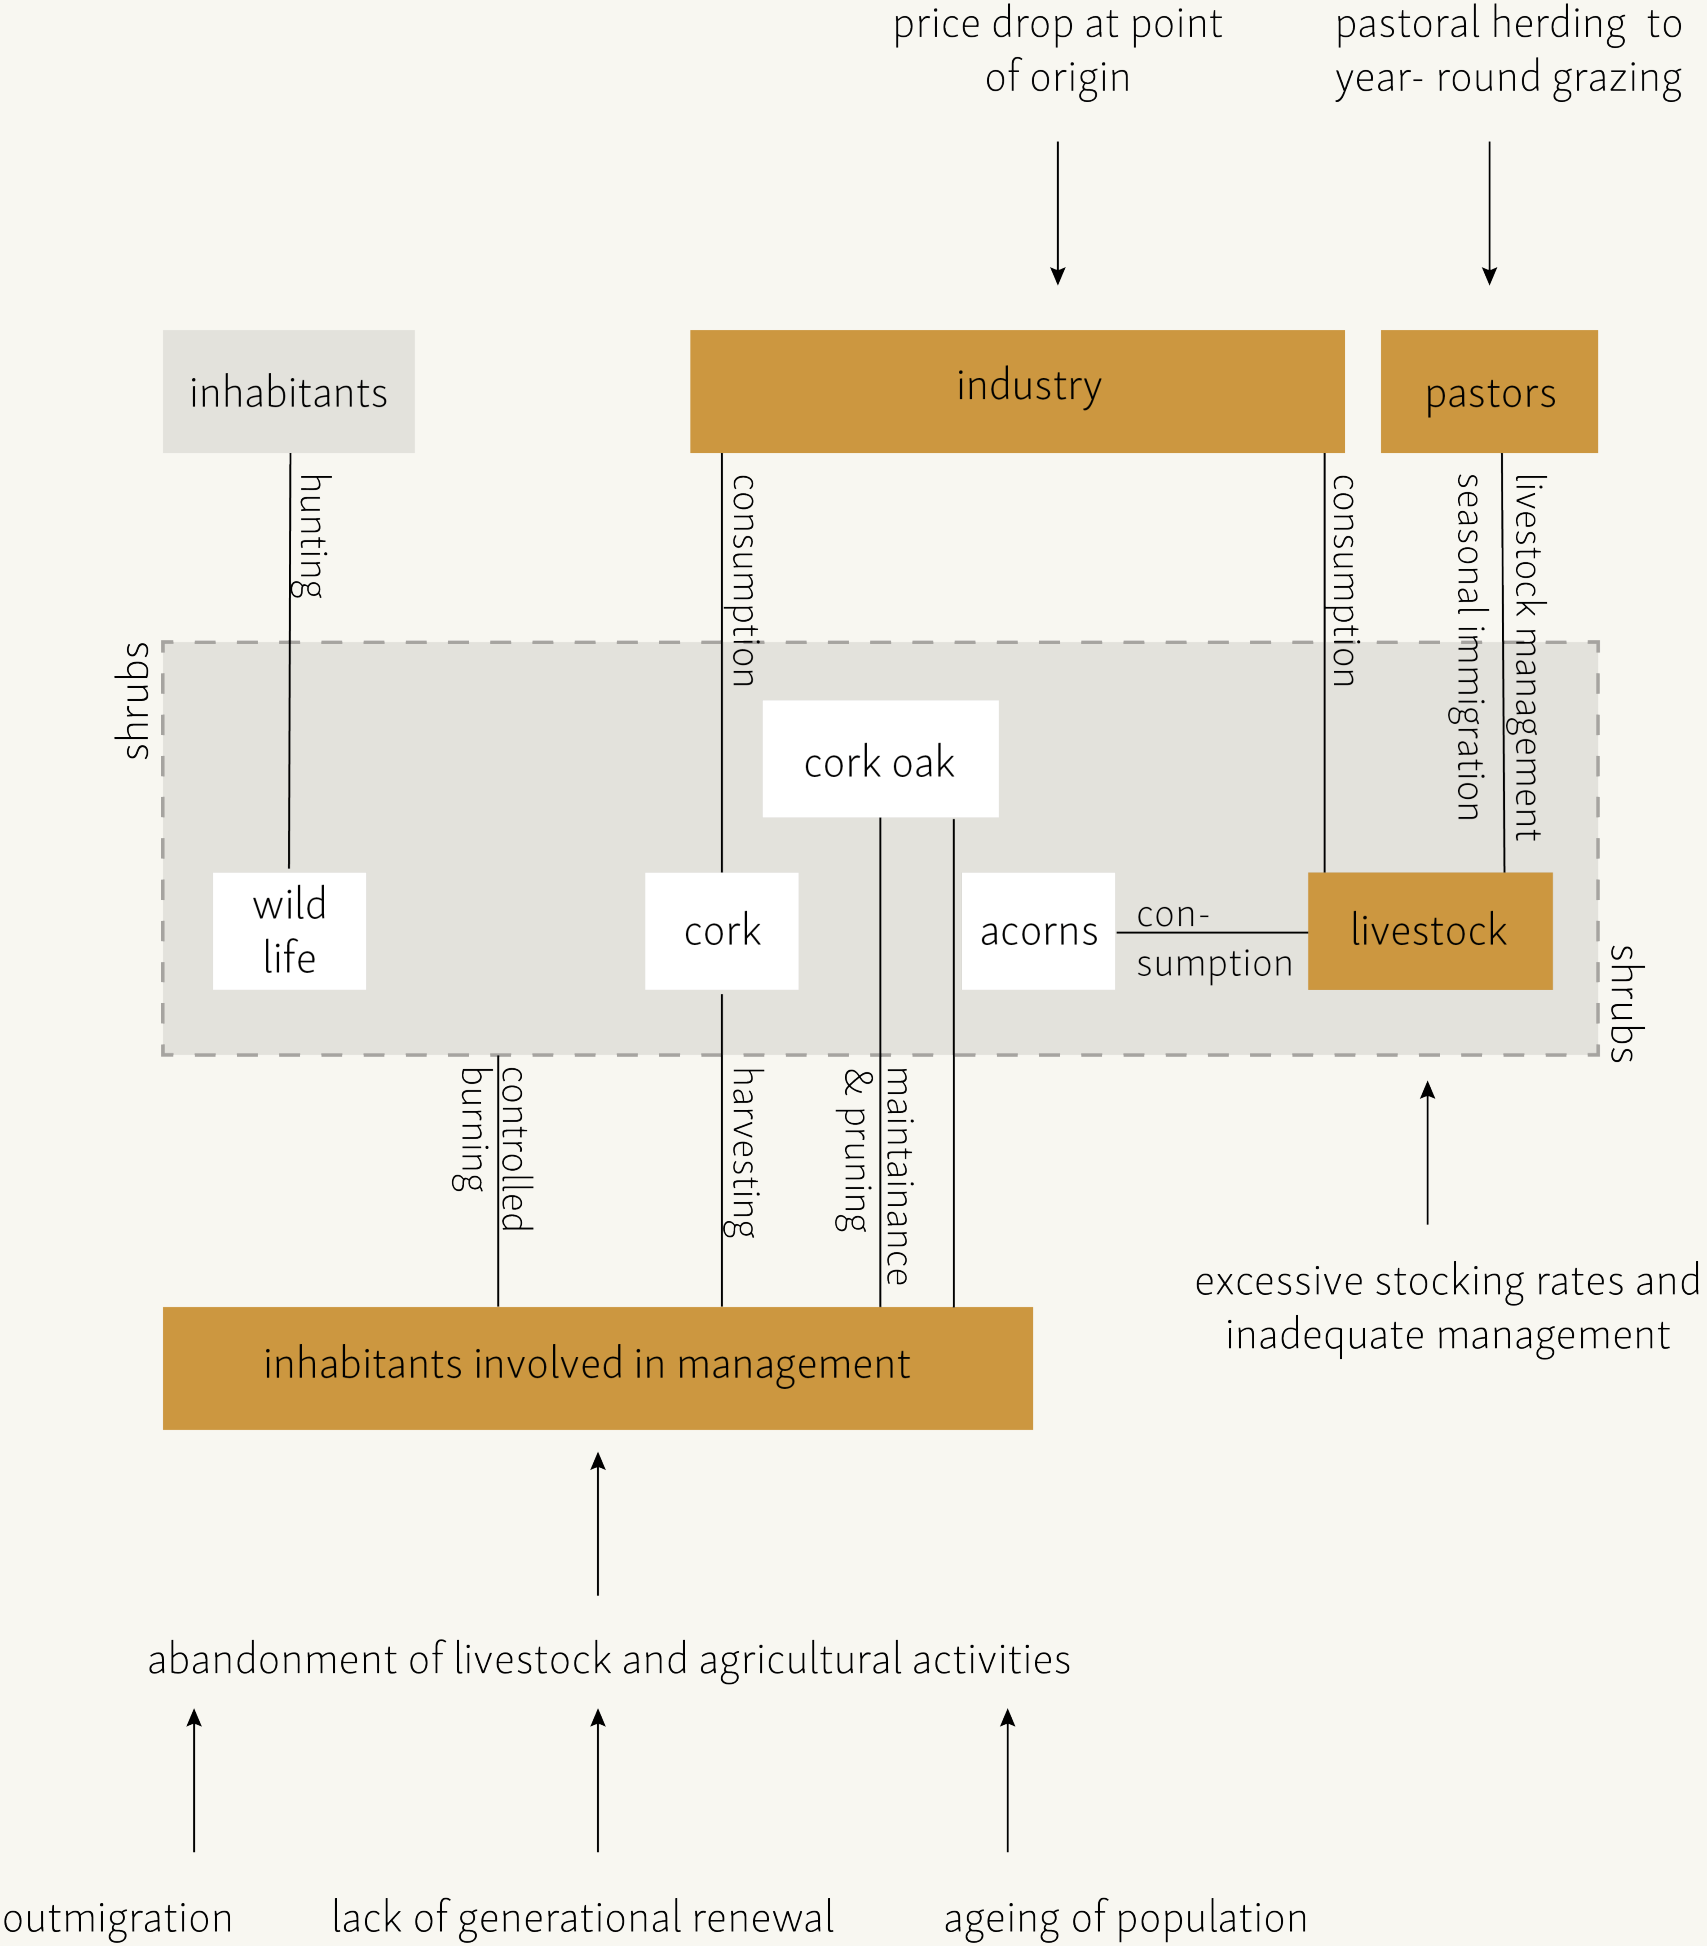 price drop at point
of origin
pastoral herding  to
year- round grazing
inhabitants
industry
pastors
hunting
consumption
consumption
seasonal immigration
livestock management
shrubs
cork oak
wild
life
cork
acorns
con-
sumption
livestock
shrubs
controlled
burning
harvesting
maintainance
& pruning
excessive stocking rates and
inadequate management
inhabitants involved in management
abandonment of livestock and agricultural activities
outmigration
lack of generational renewal
ageing of population